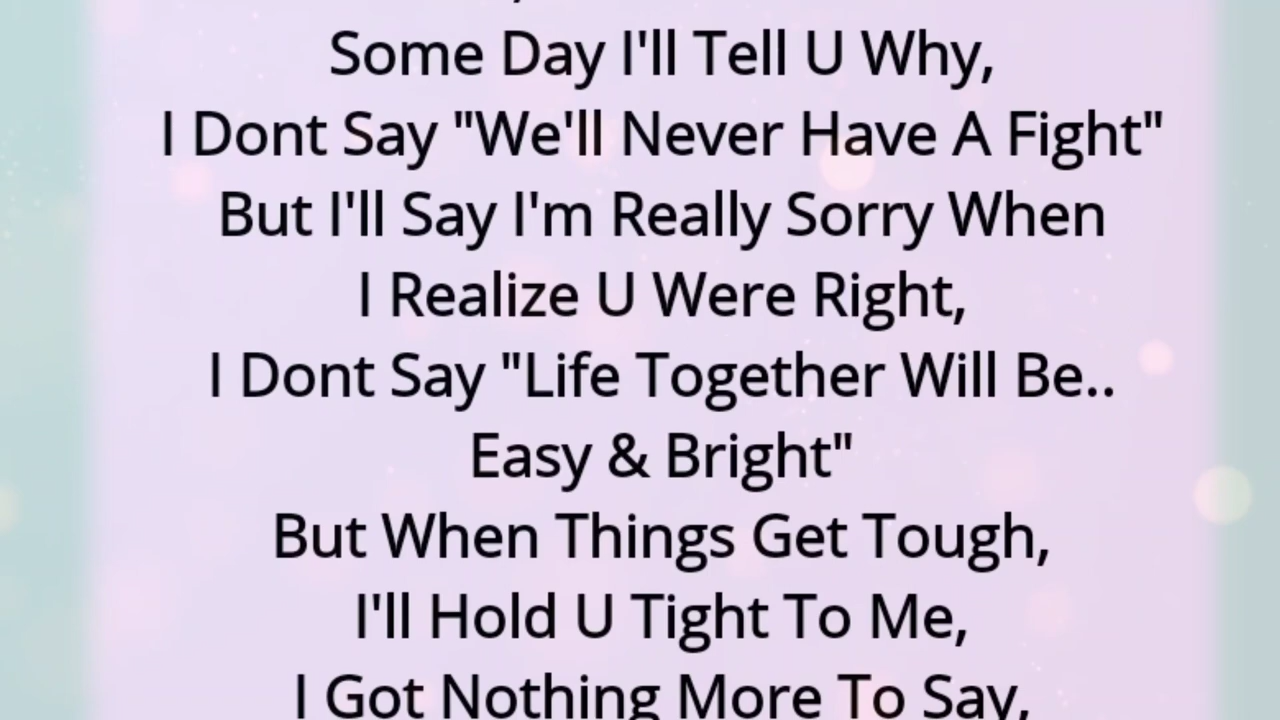 Some Day I'll Tell U Why,
I Dont Say "We'll Never Have A Fight"
But I'll Say I'm Really Sorry When
I Realize U Were Right,
I Dont Say "Life Together Will Be..
Easy & Bright"
But When Things Get Tough,
I'll Hold U Tight To Me,
I Got Nothing More To Say,